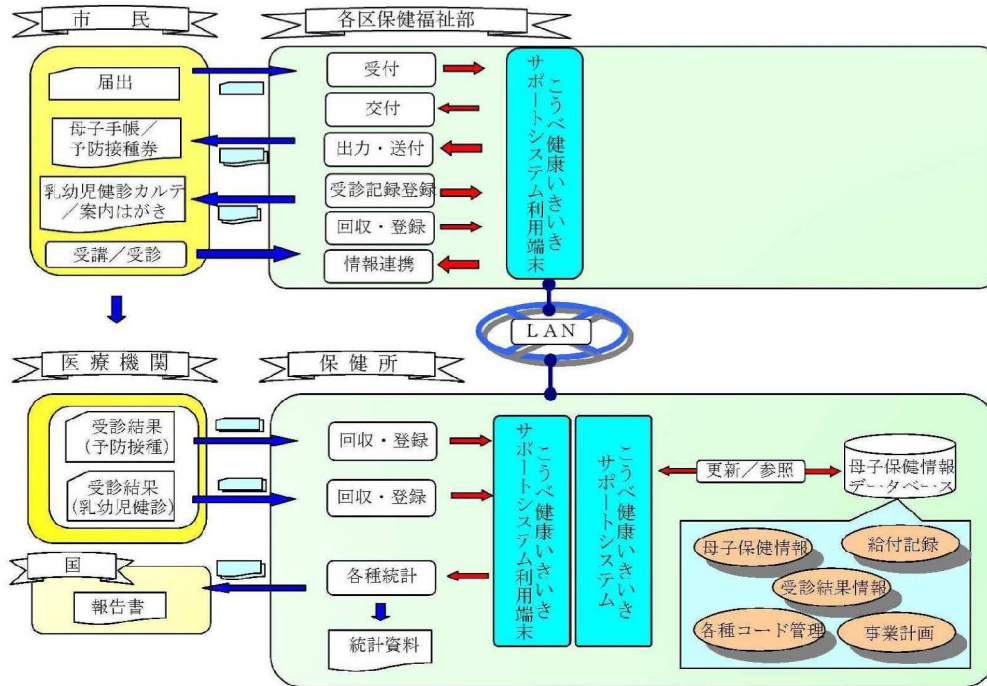 市　民
各区保健福祉部
届出
母子手帳／
予防接種券
乳幼児健診カルテ
／案内はがき
受講／受診
受付
交付
出力・送付
受診記録登録
回収・登録
情報連携
こうべ健康いきいき
サポートシステム利用端末
ＬＡＮ
医療機関
保健所
受診結果
(予防接種)
受診結果
(乳幼児健診)
国
報告書
回収・登録
回収・登録
各種統計
統計資料
こうべ健康いきいき
サポートシステム利用端末
こうべ健康いきいき
サポートシステム
更新／参照
母子保健情報
データベース
母子保健情報
給付記録
受診結果情報
各種コード管理
事業計画